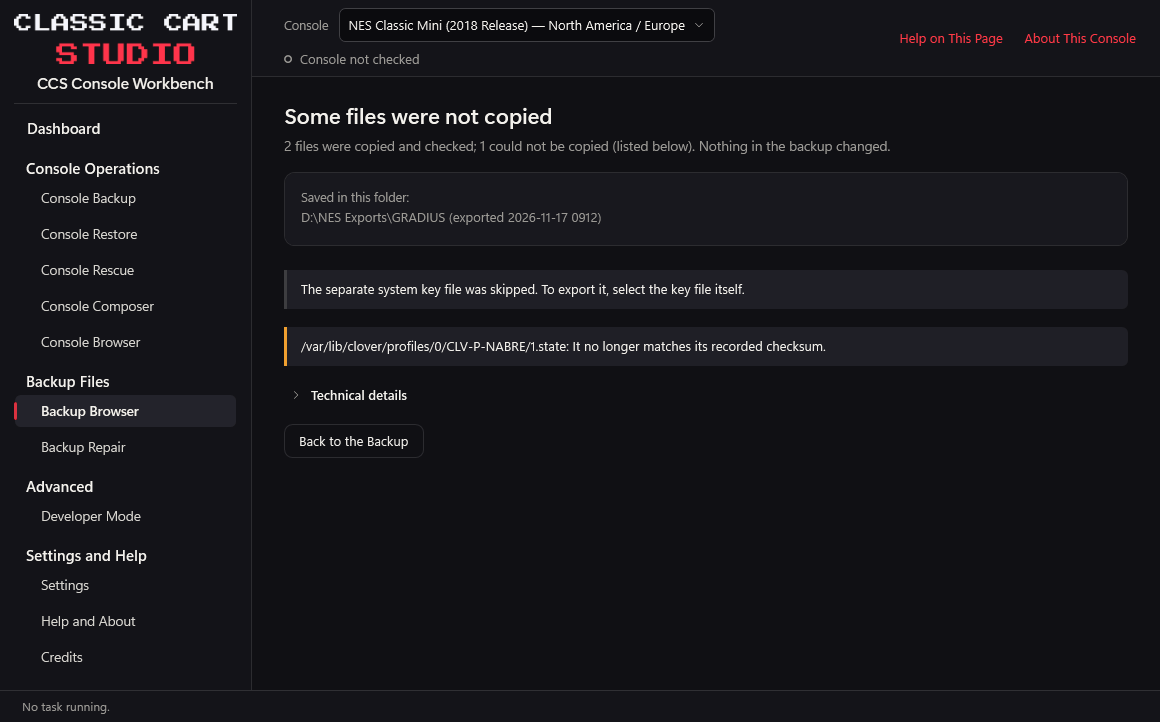 CLASSIC CART
STUDIO
CCS Console Workbench
Dashboard
Console Operations
Console Backup
Console Restore
Console Rescue
Console Composer
Console Browser
Backup Files
Backup Browser
Backup Repair
Advanced
Developer Mode
Settings and Help
Settings
Help and About
Credits
Console
NES Classic Mini (2018 Release) — North America / Europe
Console not checked
Help on This Page
About This Console
Some files were not copied
2 files were copied and checked; 1 could not be copied (listed below). Nothing in the backup changed.
Saved in this folder:
D:\NES Exports\GRADIUS (exported 2026-11-17 0912)
The separate system key file was skipped. To export it, select the key file itself.
/var/lib/clover/profiles/0/CLV-P-NABRE/1.state: It no longer matches its recorded checksum.
Technical details
Back to the Backup
No task running.